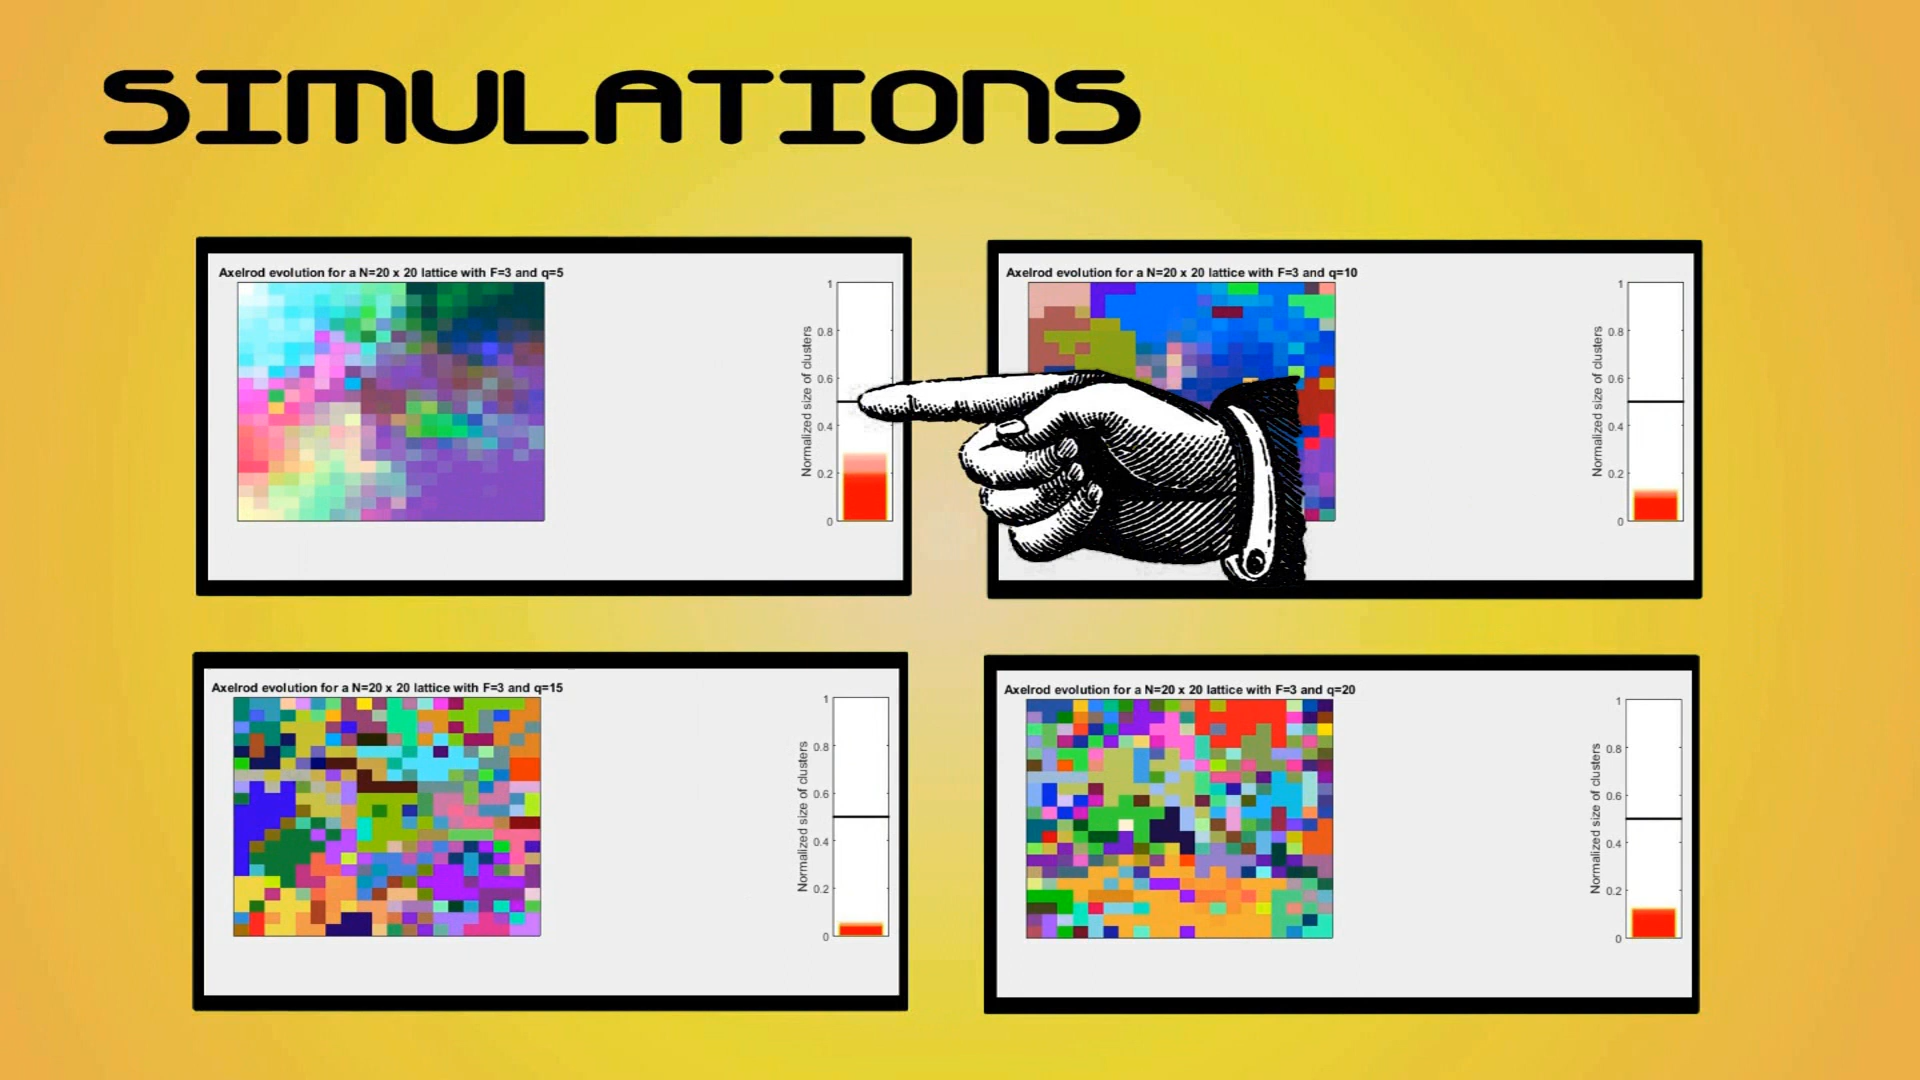 SIMULATIONS
Axelrod evolution for a N=20 x 20 lattice with F=3 and q=5
Normalized size of clusters
1
0.8
0.6
0.4
0.2
0
Axelrod evolution for a N=20 x 20 lattice with F=3 and q=10
Normalized size of clusters
1
0.8
0.6
0.4
0.2
0
Axelrod evolution for a N=20 x 20 lattice with F=3 and q=15
Normalized size of clusters
1
0.8
0.6
0.4
0.2
0
Axelrod evolution for a N=20 x 20 lattice with F=3 and q=20
Normalized size of clusters
1
0.8
0.6
0.4
0.2
0